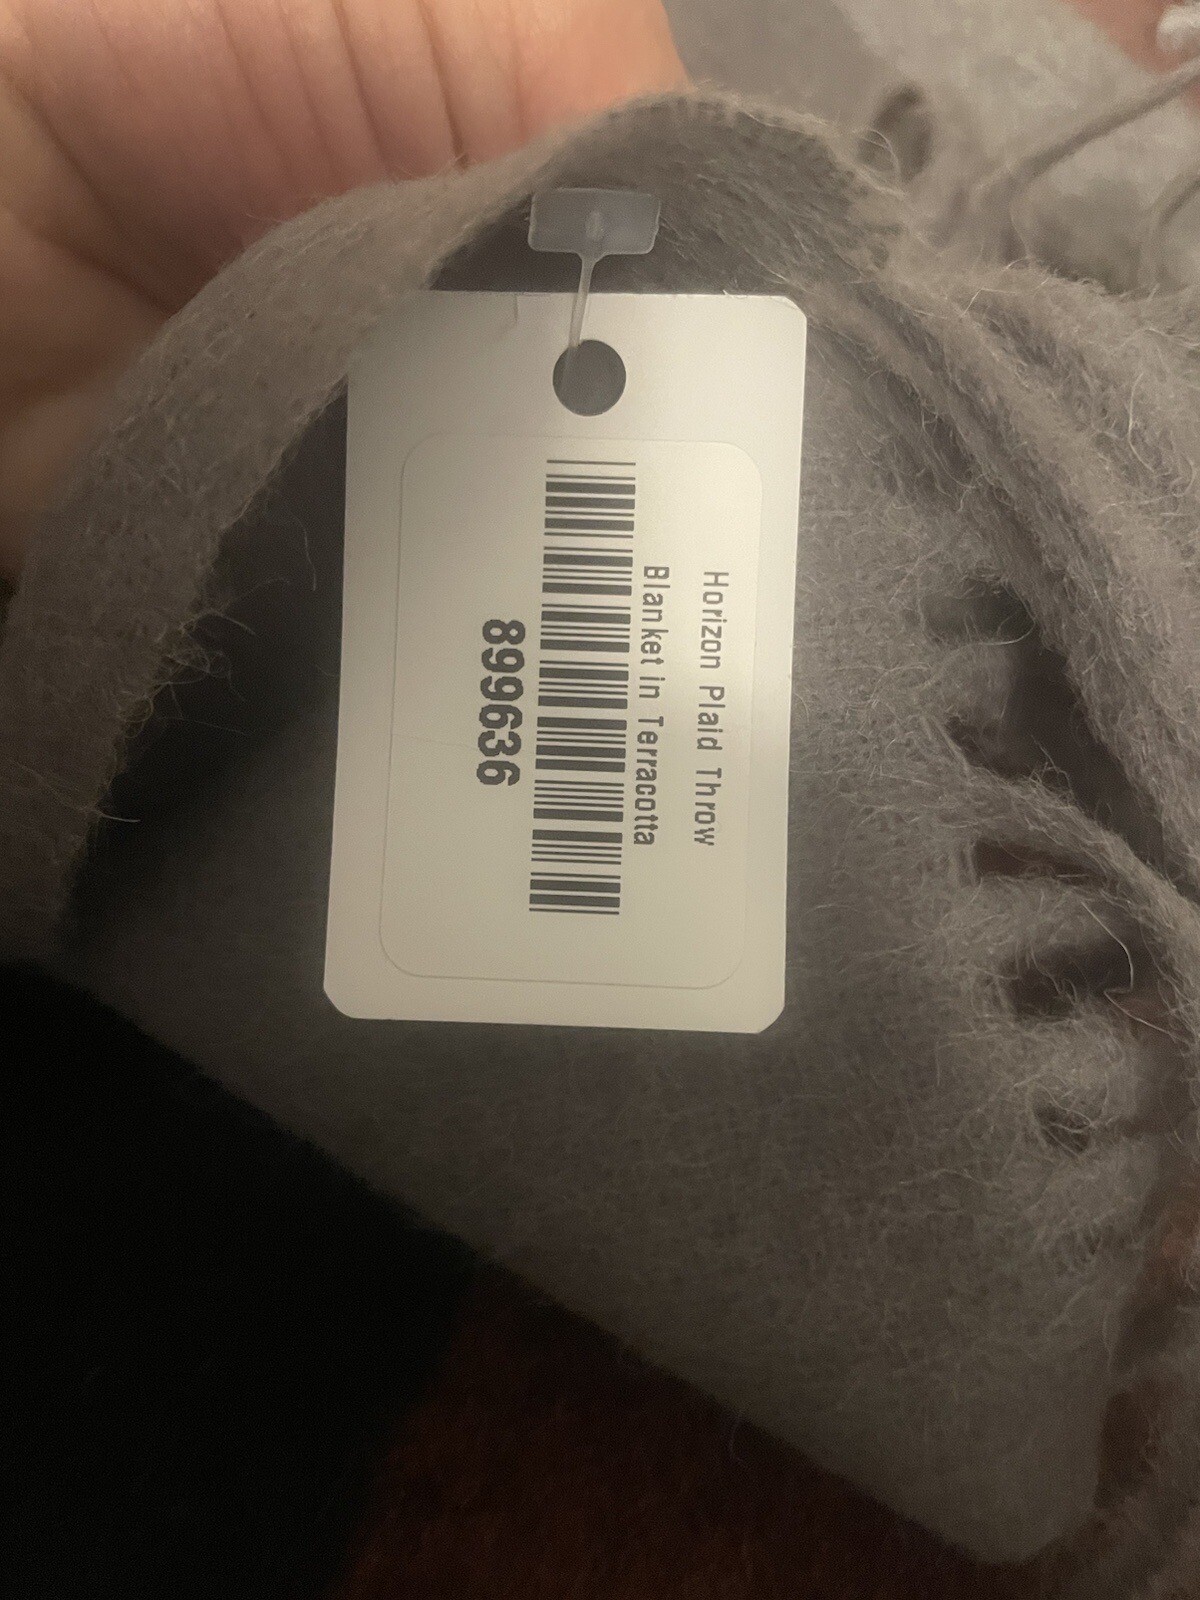 Horizon Plaid Throw
Blanket in Terracotta
899636